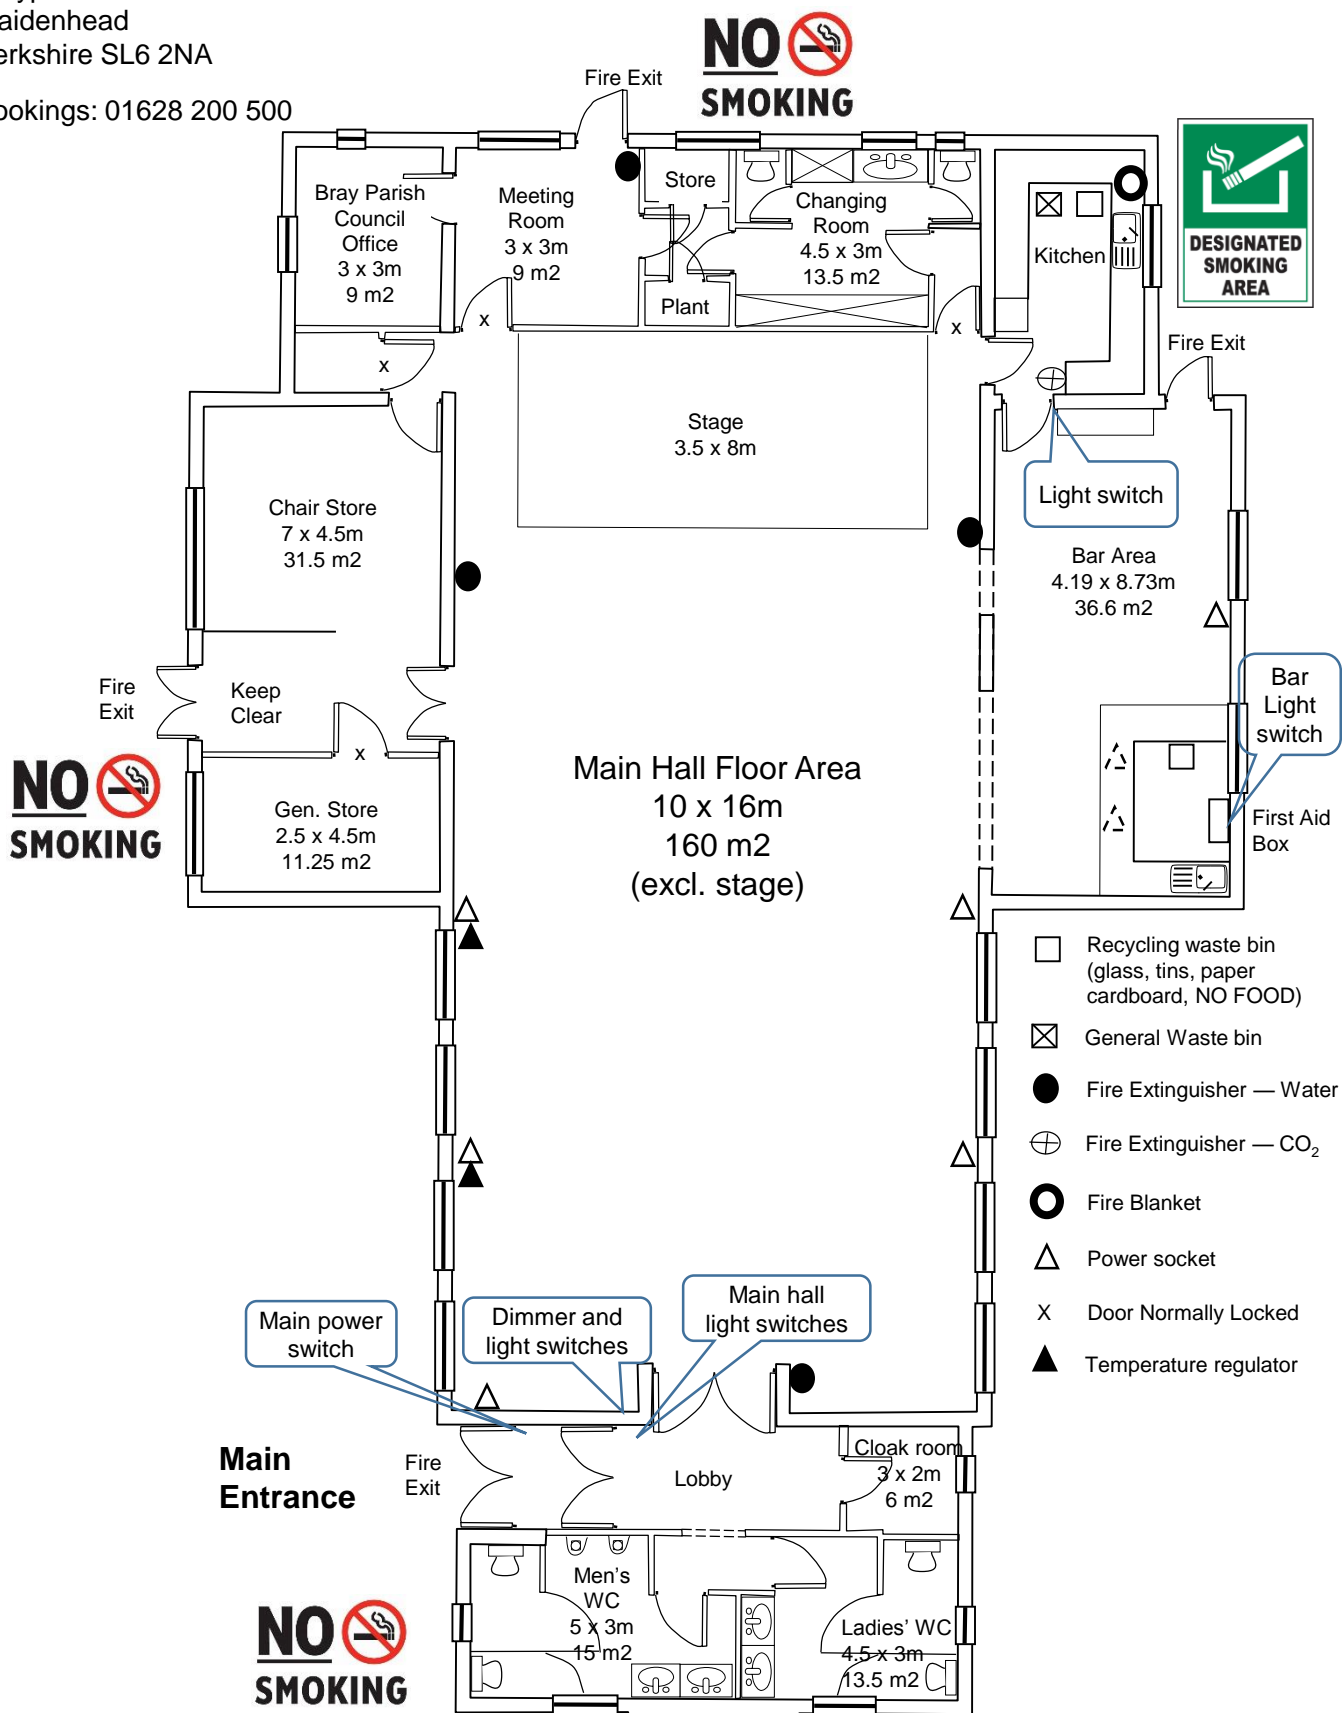 aidenhead
erkshire SL6 2NA
ookings: 01628 200 500
NO
SMOKING
Fire Exit
DESIGNATED
SMOKING
AREA
Bray Parish
Council
Office
3 x 3m
9 m2
Meeting
Room
3 x 3m
9 m2
Store
Plant
Changing
Room
4.5 x 3m
13.5 m2
Kitchen
x
x
x
Fire Exit
Stage
3.5 x 8m
Light switch
Chair Store
7 x 4.5m
31.5 m2
Bar Area
4.19 x 8.73m
36.6 m2
Fire
Exit
Keep
Clear
x
Bar
Light
switch
NO
SMOKING
Gen. Store
2.5 x 4.5m
11.25 m2
Main Hall Floor Area
10 x 16m
160 m2
(excl. stage)
First Aid
Box
Recycling waste bin
(glass, tins, paper
cardboard, NO FOOD)
General Waste bin
Fire Extinguisher — Water
Fire Extinguisher — CO2
Fire Blanket
Power socket
x Door Normally Locked
Temperature regulator
Main power
switch
Dimmer and
light switches
Main hall
light switches
Main
Entrance
Fire
Exit
Lobby
Cloak room
3 x 2m
6 m2
Men's
WC
5 x 3m
15 m2
Ladies' WC
4.5 x 3m
13.5 m2
NO
SMOKING